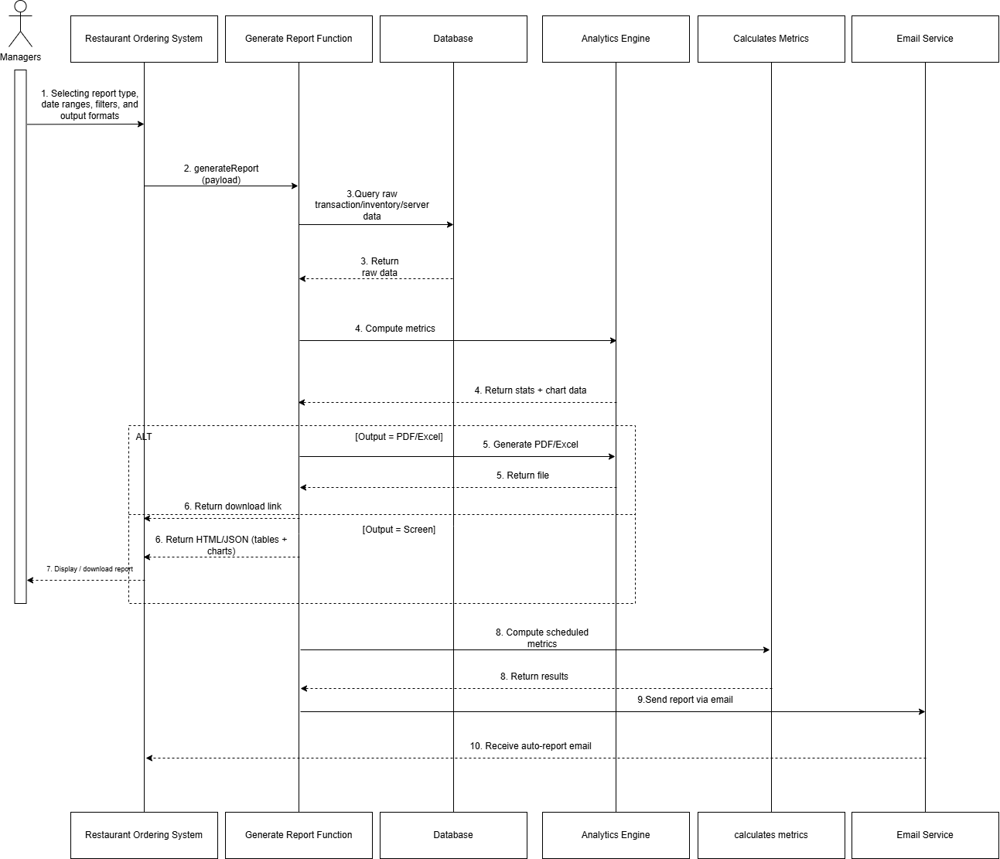 Managers
Restaurant Ordering System
Generate Report Function
Database
Analytics Engine
Calculates Metrics
Email Service
1. Selecting report type,
date ranges, filters, and
output formats
2. generateReport
(payload)
3.Query raw
transaction/inventory/server
data
3. Return
raw data
4. Compute metrics
4. Return stats + chart data
ALT
[Output = PDF/Excel]
5. Generate PDF/Excel
5. Return file
6. Return download link
[Output = Screen]
6. Return HTML/JSON (tables +
charts)
7. Display / download report
8. Compute scheduled
metrics
8. Return results
9.Send report via email
10. Receive auto-report email
Restaurant Ordering System
Generate Report Function
Database
Analytics Engine
calculates metrics
Email Service